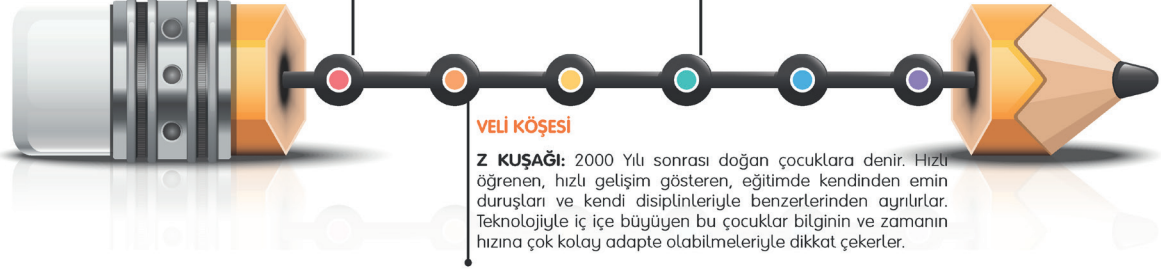 VELİ KÖŞESİ
Z KUŞAĞI: 2000 Yılı sonrası doğan çocuklara denir. Hızlı
öğrenen, hızlı gelişim gösteren, eğitimde kendinden emin
duruşları ve kendi disiplinleriyle benzerlerinden ayrılırlar.
Teknolojiyle iç içe büyüyen bu çocuklar bilginin ve zamanın
hızına çok kolay adapte olabilmeleriyle dikkat çekerler.